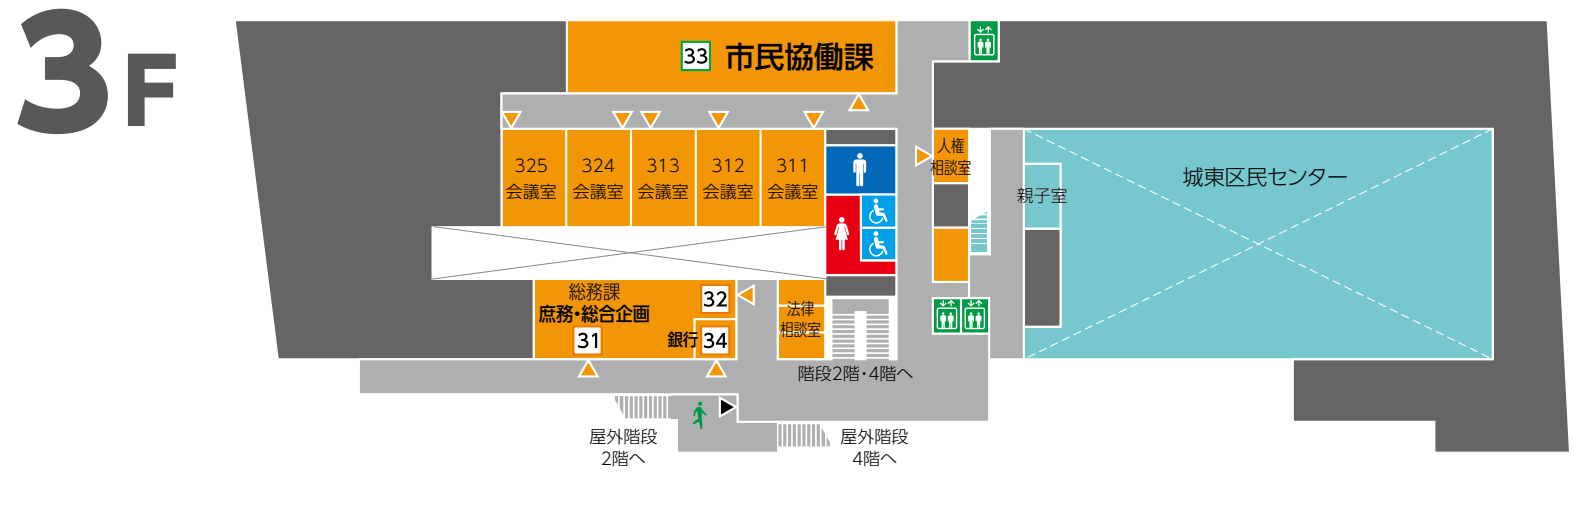 3F
33 市民協働課
325
会議室
324
会議室
313
会議室
312
会議室
311
会議室
人権
相談室
親子室
城東区民センター
総務課
庶務・総合企画
31
32
銀行 34
法律
相談室
階段2階・4階へ
屋外階段
2階へ
屋外階段
4階へ